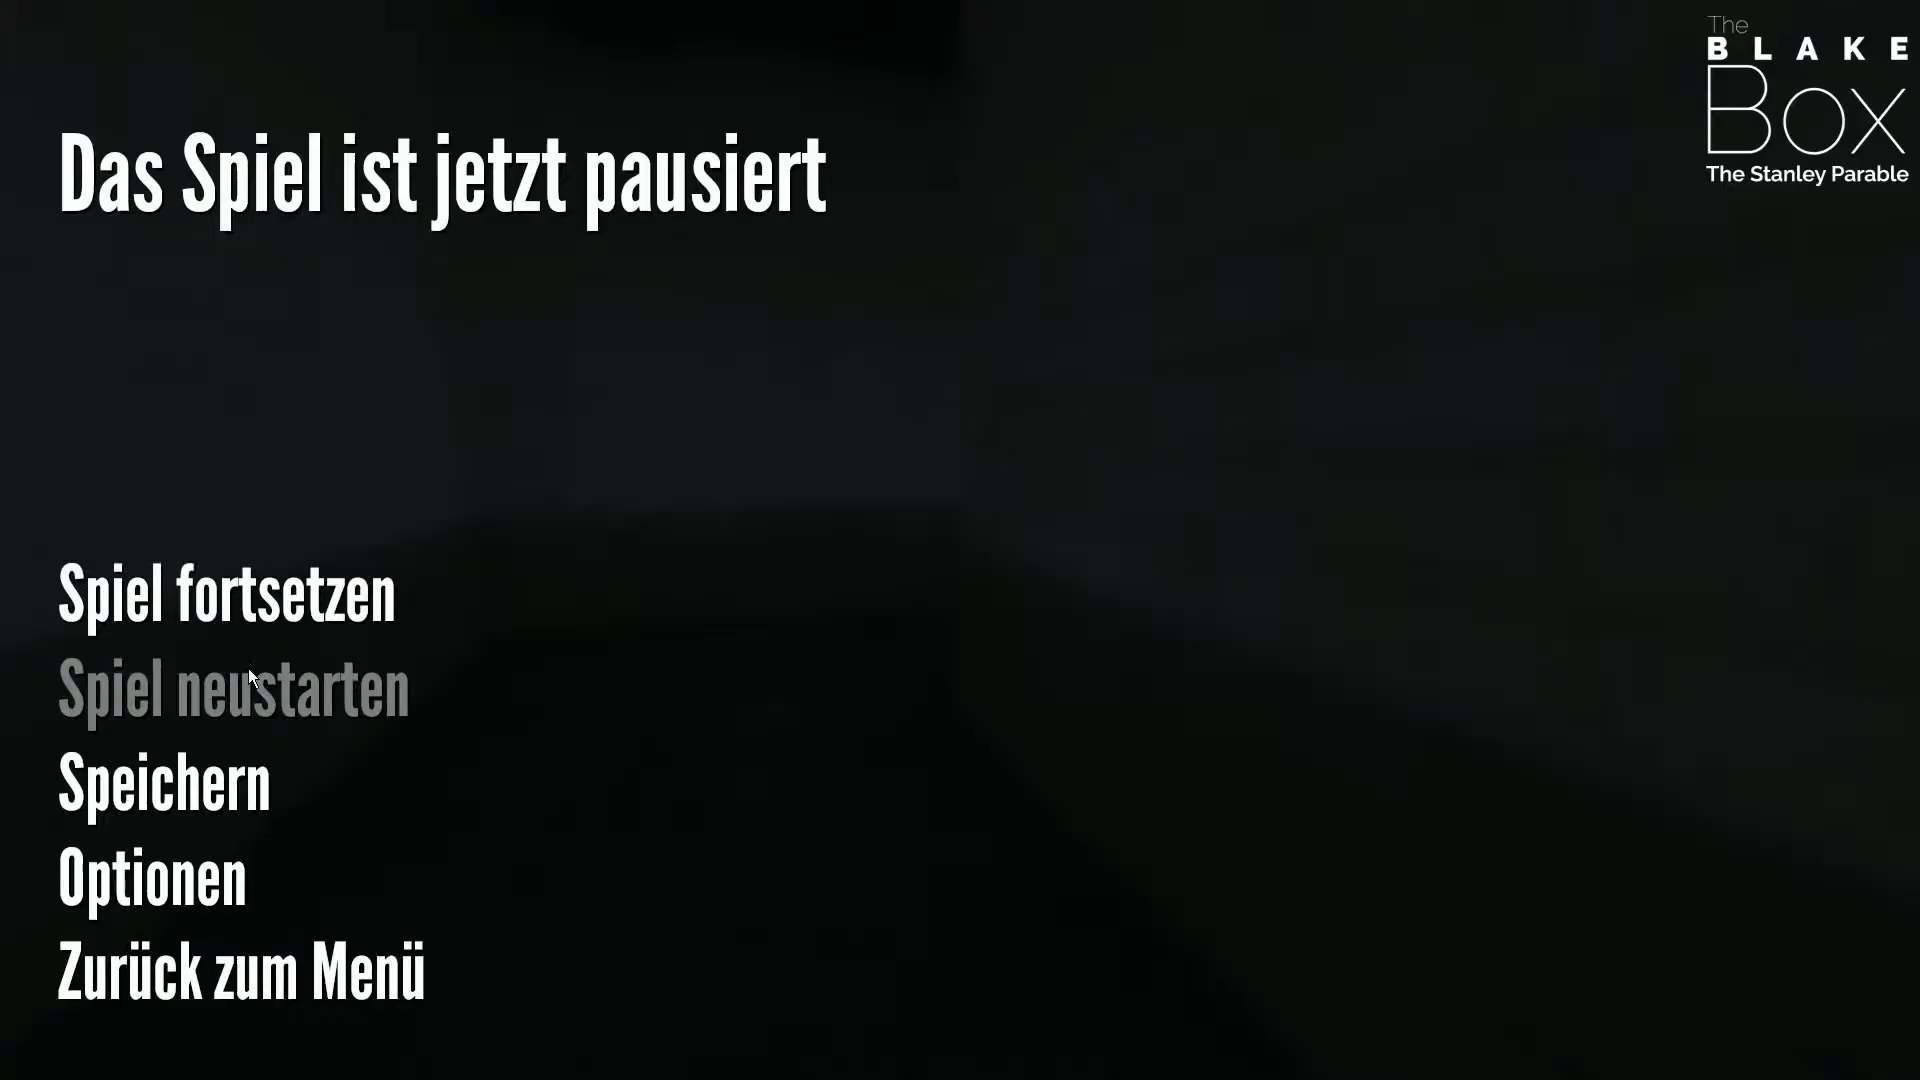 The
BLAKE
Box
The Stanley Parable
Das Spiel ist jetzt pausiert
Spiel fortsetzen
Spiel neustarten
Speichern
Optionen
Zurück zum Menü